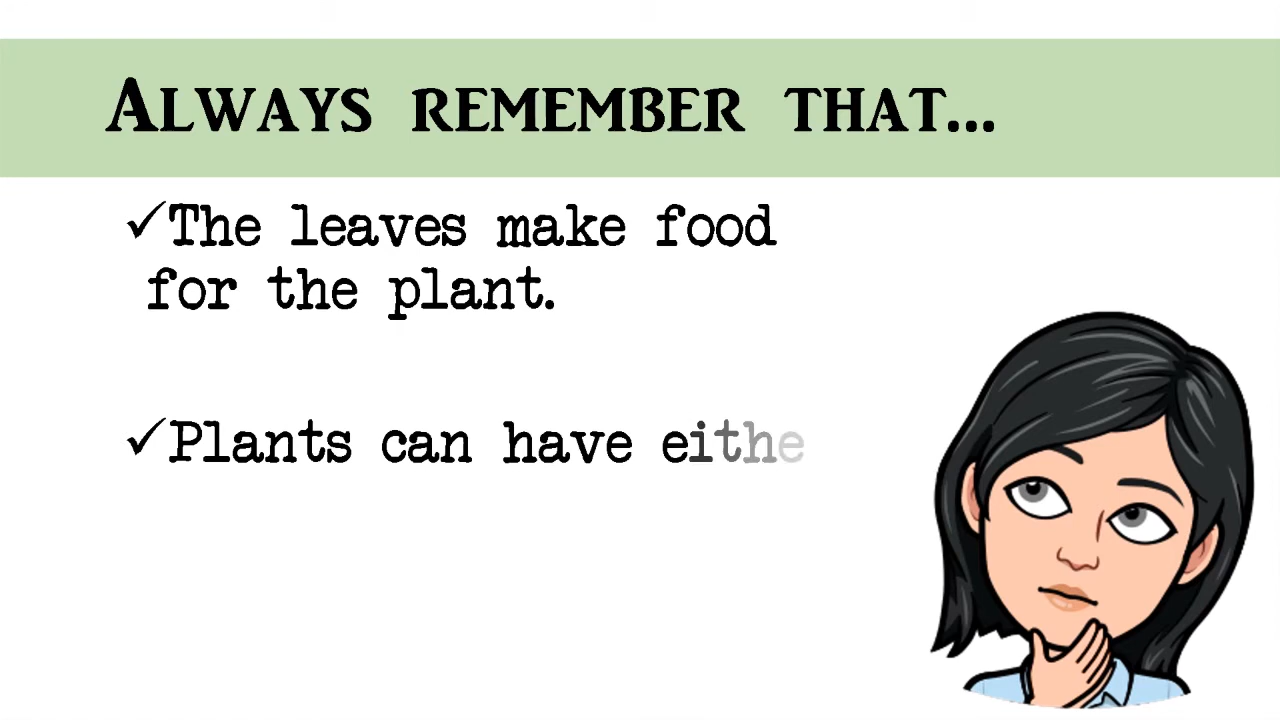 Always remember that...
✓The leaves make food
for the plant.
✓Plants can have eithe